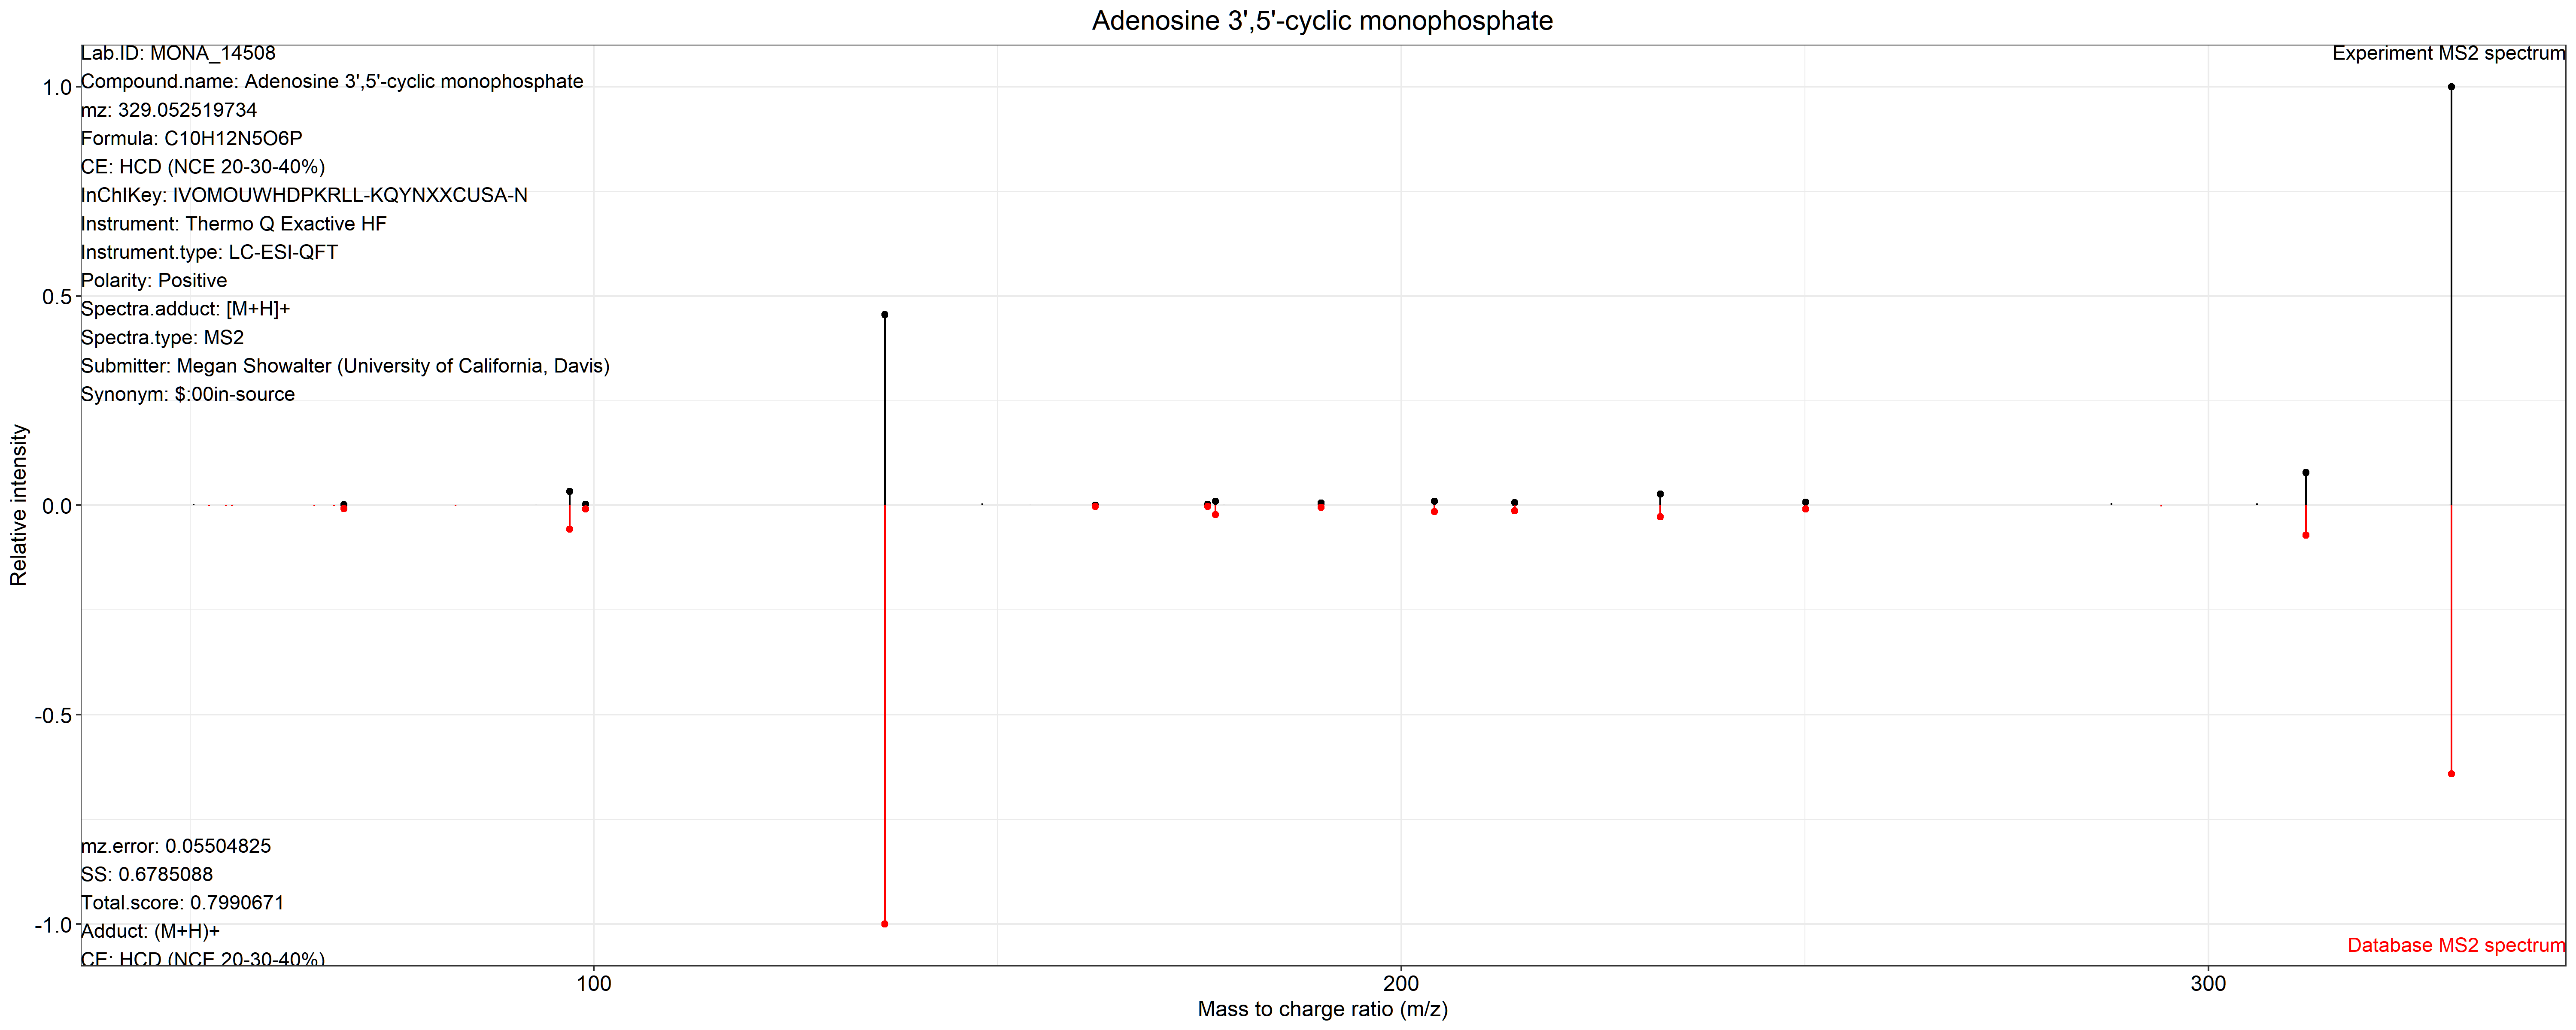 Adenosine 3',5'-cyclic monophosphate
Lab.ID: MONA_14508
Experiment MS2 spectrum
Compound.name: Adenosine 3',5'-cyclic monophosphate
mz: 329.052519734
Formula: C10H12N5O6P
CE: HCD (NCE 20-30-40%)
InChIKey: IVOMOUWHDPKRLL-KQYNXXCUSA-N
Instrument: Thermo Q Exactive HF
Instrument.type: LC-ESI-QFT
Polarity: Positive
Spectra.adduct: [M+H]+
Spectra.type: MS2
Submitter: Megan Showalter (University of California, Davis)
Synonym: $:00in-source
1.0
0.5
0.0
-0.5
-1.0
Relative intensity
mz.error: 0.05504825
SS: 0.6785088
Total.score: 0.7990671
Adduct: (M+H)+
CE: HCD (NCE 20-30-40%)
Database MS2 spectrum
100
200
300
Mass to charge ratio (m/z)